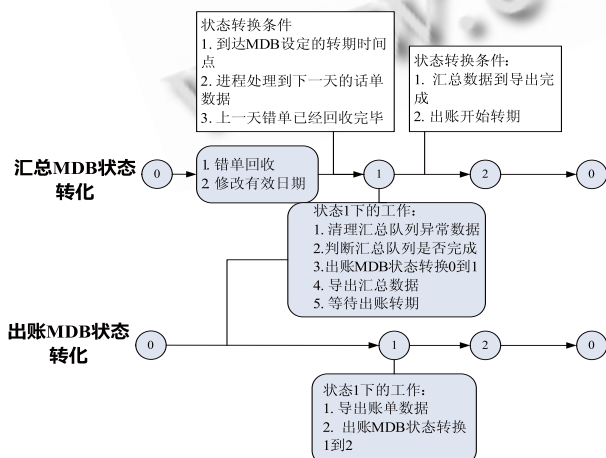 状态转换条件
1. 到达MDB设定的转期时间
点
2. 进程处理到下一天的话单
数据
3. 上一天错单已经回收完毕
状态转换条件:
1. 汇总数据到导出完
成
2. 出账开始转期
汇总MDB状态
转化
0
1. 错单回收
2 修改有效日期
1
2
0
状态1下的工作:
1. 清理汇总队列异常数据
2.判断汇总队列是否完成
3.出账MDB状态转换0到1
4. 导出汇总数据
5. 等待出账转期
出账MDB状态
转化
0
1
2
0
状态1下的工作:
1. 导出账单数据
2. 出账MDB状态转换
1到2